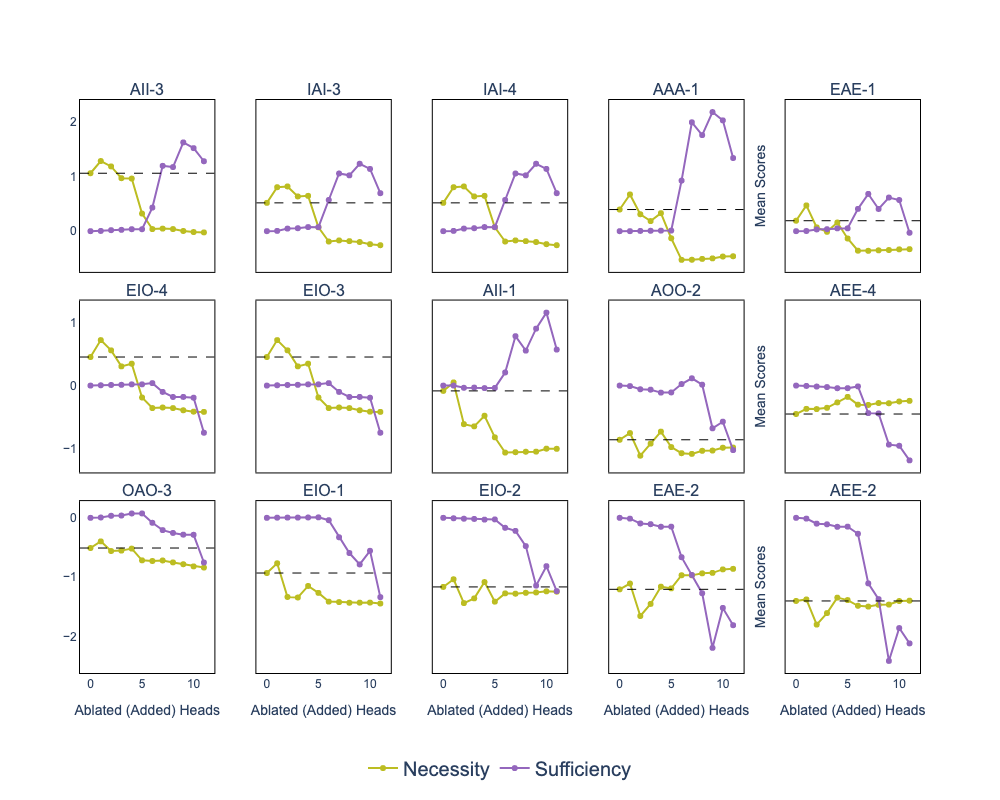 AII-3 IAI-3 IAI-4 AAA-1 EAE-1
2
1
0
Mean Scores
EIO-4 EIO-3 AII-1 AOO-2 AEE-4
1
0
−1
Mean Scores
OAO-3 EIO-1 EIO-2 EAE-2 AEE-2
0
−1
−2
Mean Scores
0 5 10 0 5 10 0 5 10 0 5 10 0 5 10
Ablated (Added) Heads Ablated (Added) Heads Ablated (Added) Heads Ablated (Added) Heads Ablated (Added) Heads
Necessity Sufficiency